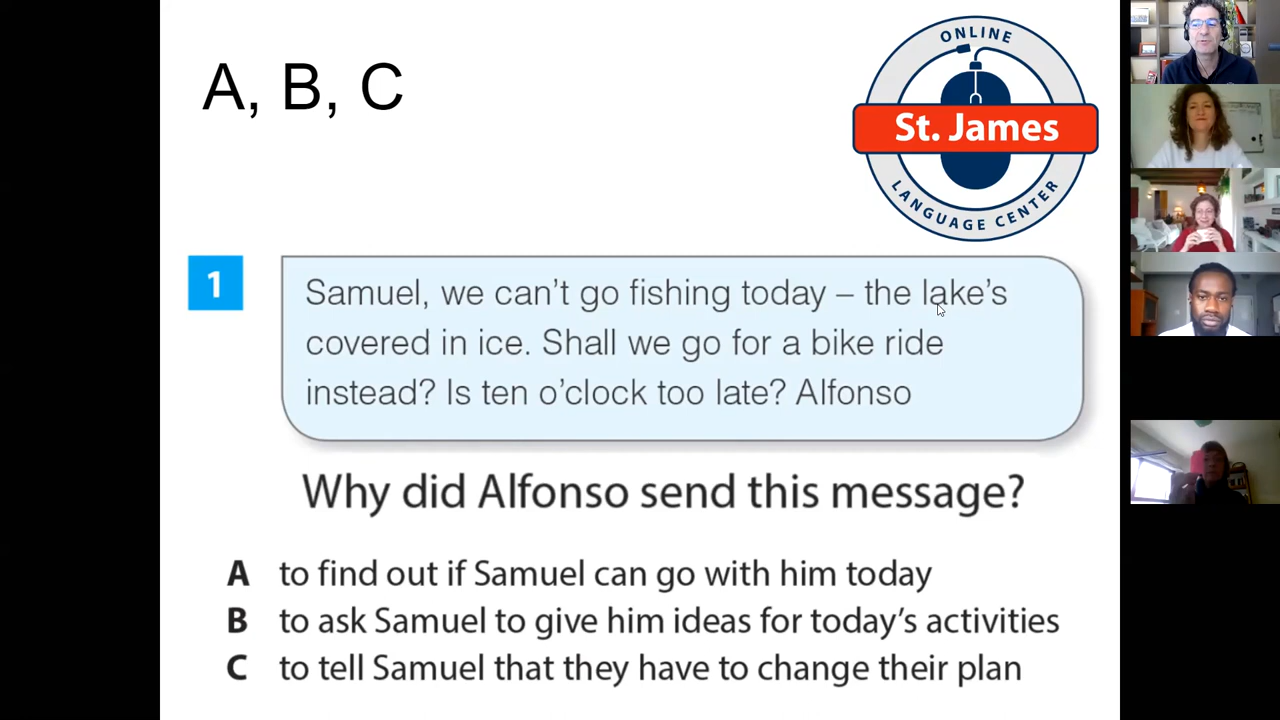 A, B, C
ONLINE
St. James
LANGUAGE CENTER
1
Samuel, we can't go fishing today – the lake's
covered in ice. Shall we go for a bike ride
instead? Is ten o'clock too late? Alfonso
Why did Alfonso send this message?
A to find out if Samuel can go with him today
B to ask Samuel to give him ideas for today's activities
C to tell Samuel that they have to change their plan